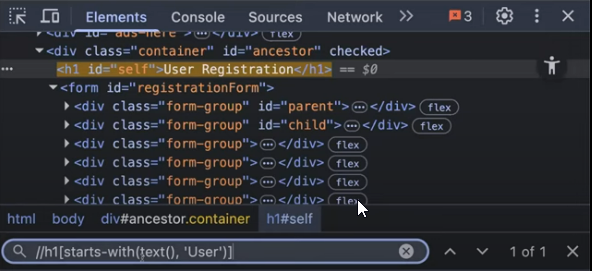 Elements Console Sources Network 3
id="ads-here" </div> flex
<div class="container" id="ancestor" checked>
... <h1 id="self">User Registration</h1> == $0
<form id="registrationForm">
<div class="form-group" id="parent"> ... </div> flex
<div class="form-group" id="child"> ... </div> flex
<div class="form-group"> ... </div> flex
<div class="form-group"> ... </div> flex
<div class="form-group"> ... </div> flex
<div class="form-group"> ... </div> flex
html body div#ancestor.container h1#self
//h1[starts-with(text(), 'User')] 1 of 1